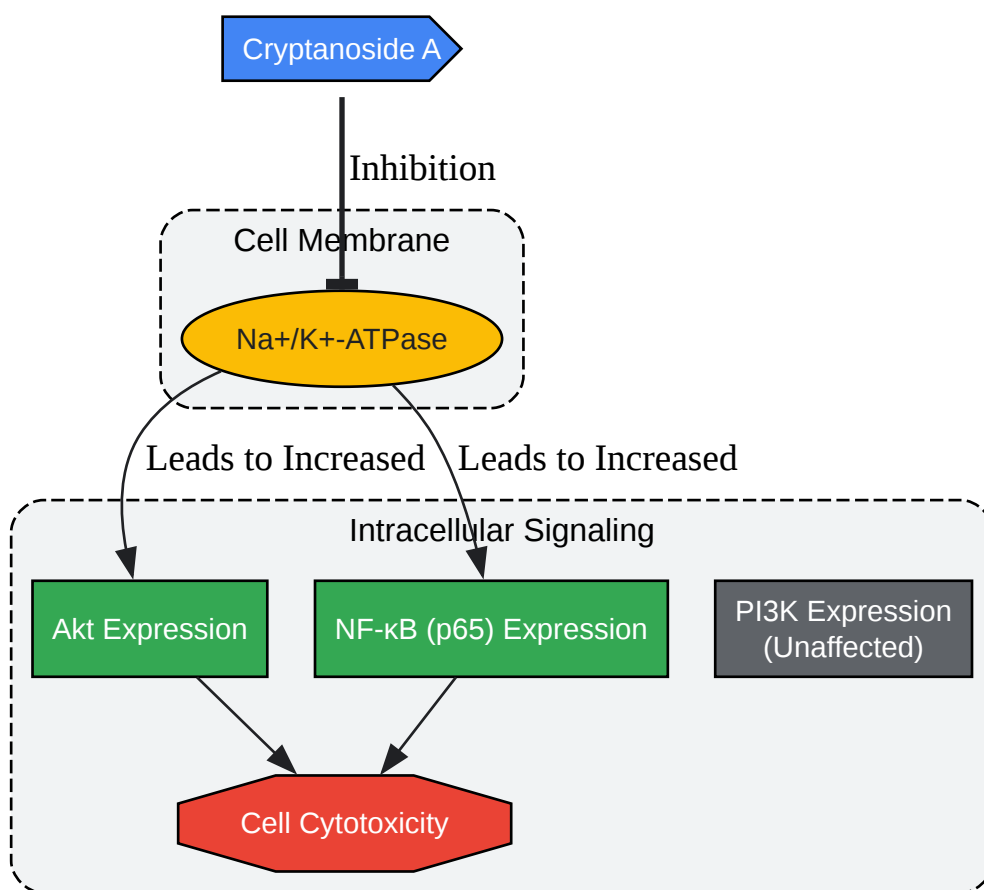 Cryptanoside A
Inhibition
Cell Membrane
Na+/K+-ATPase
Leads to Increased
Leads to Increased
Intracellular Signaling
Akt Expression
NF-κB (p65) Expression
PI3K Expression
(Unaffected)
Cell Cytotoxicity